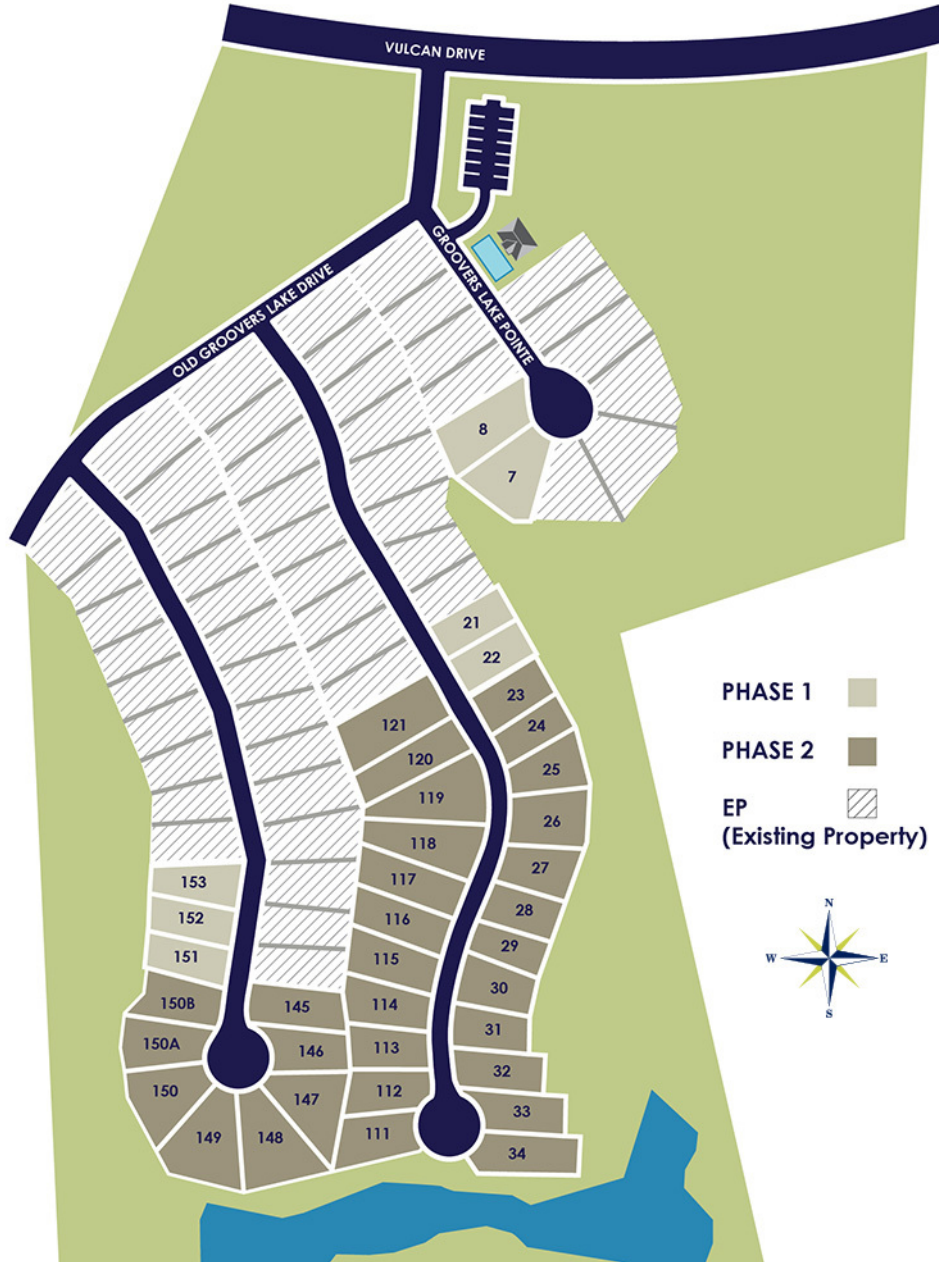 VULCAN DRIVE
GROOVERS LAKE POINTE
OLD GROOVERS LAKE DRIVE
8
7
21
22
23
24
25
26
27
28
29
30
31
32
33
34
121
120
119
118
117
116
115
114
113
112
111
153
152
151
150B
150A
150
149
148
147
146
145
PHASE 1
PHASE 2
EP
(Existing Property)
N
W
E
S